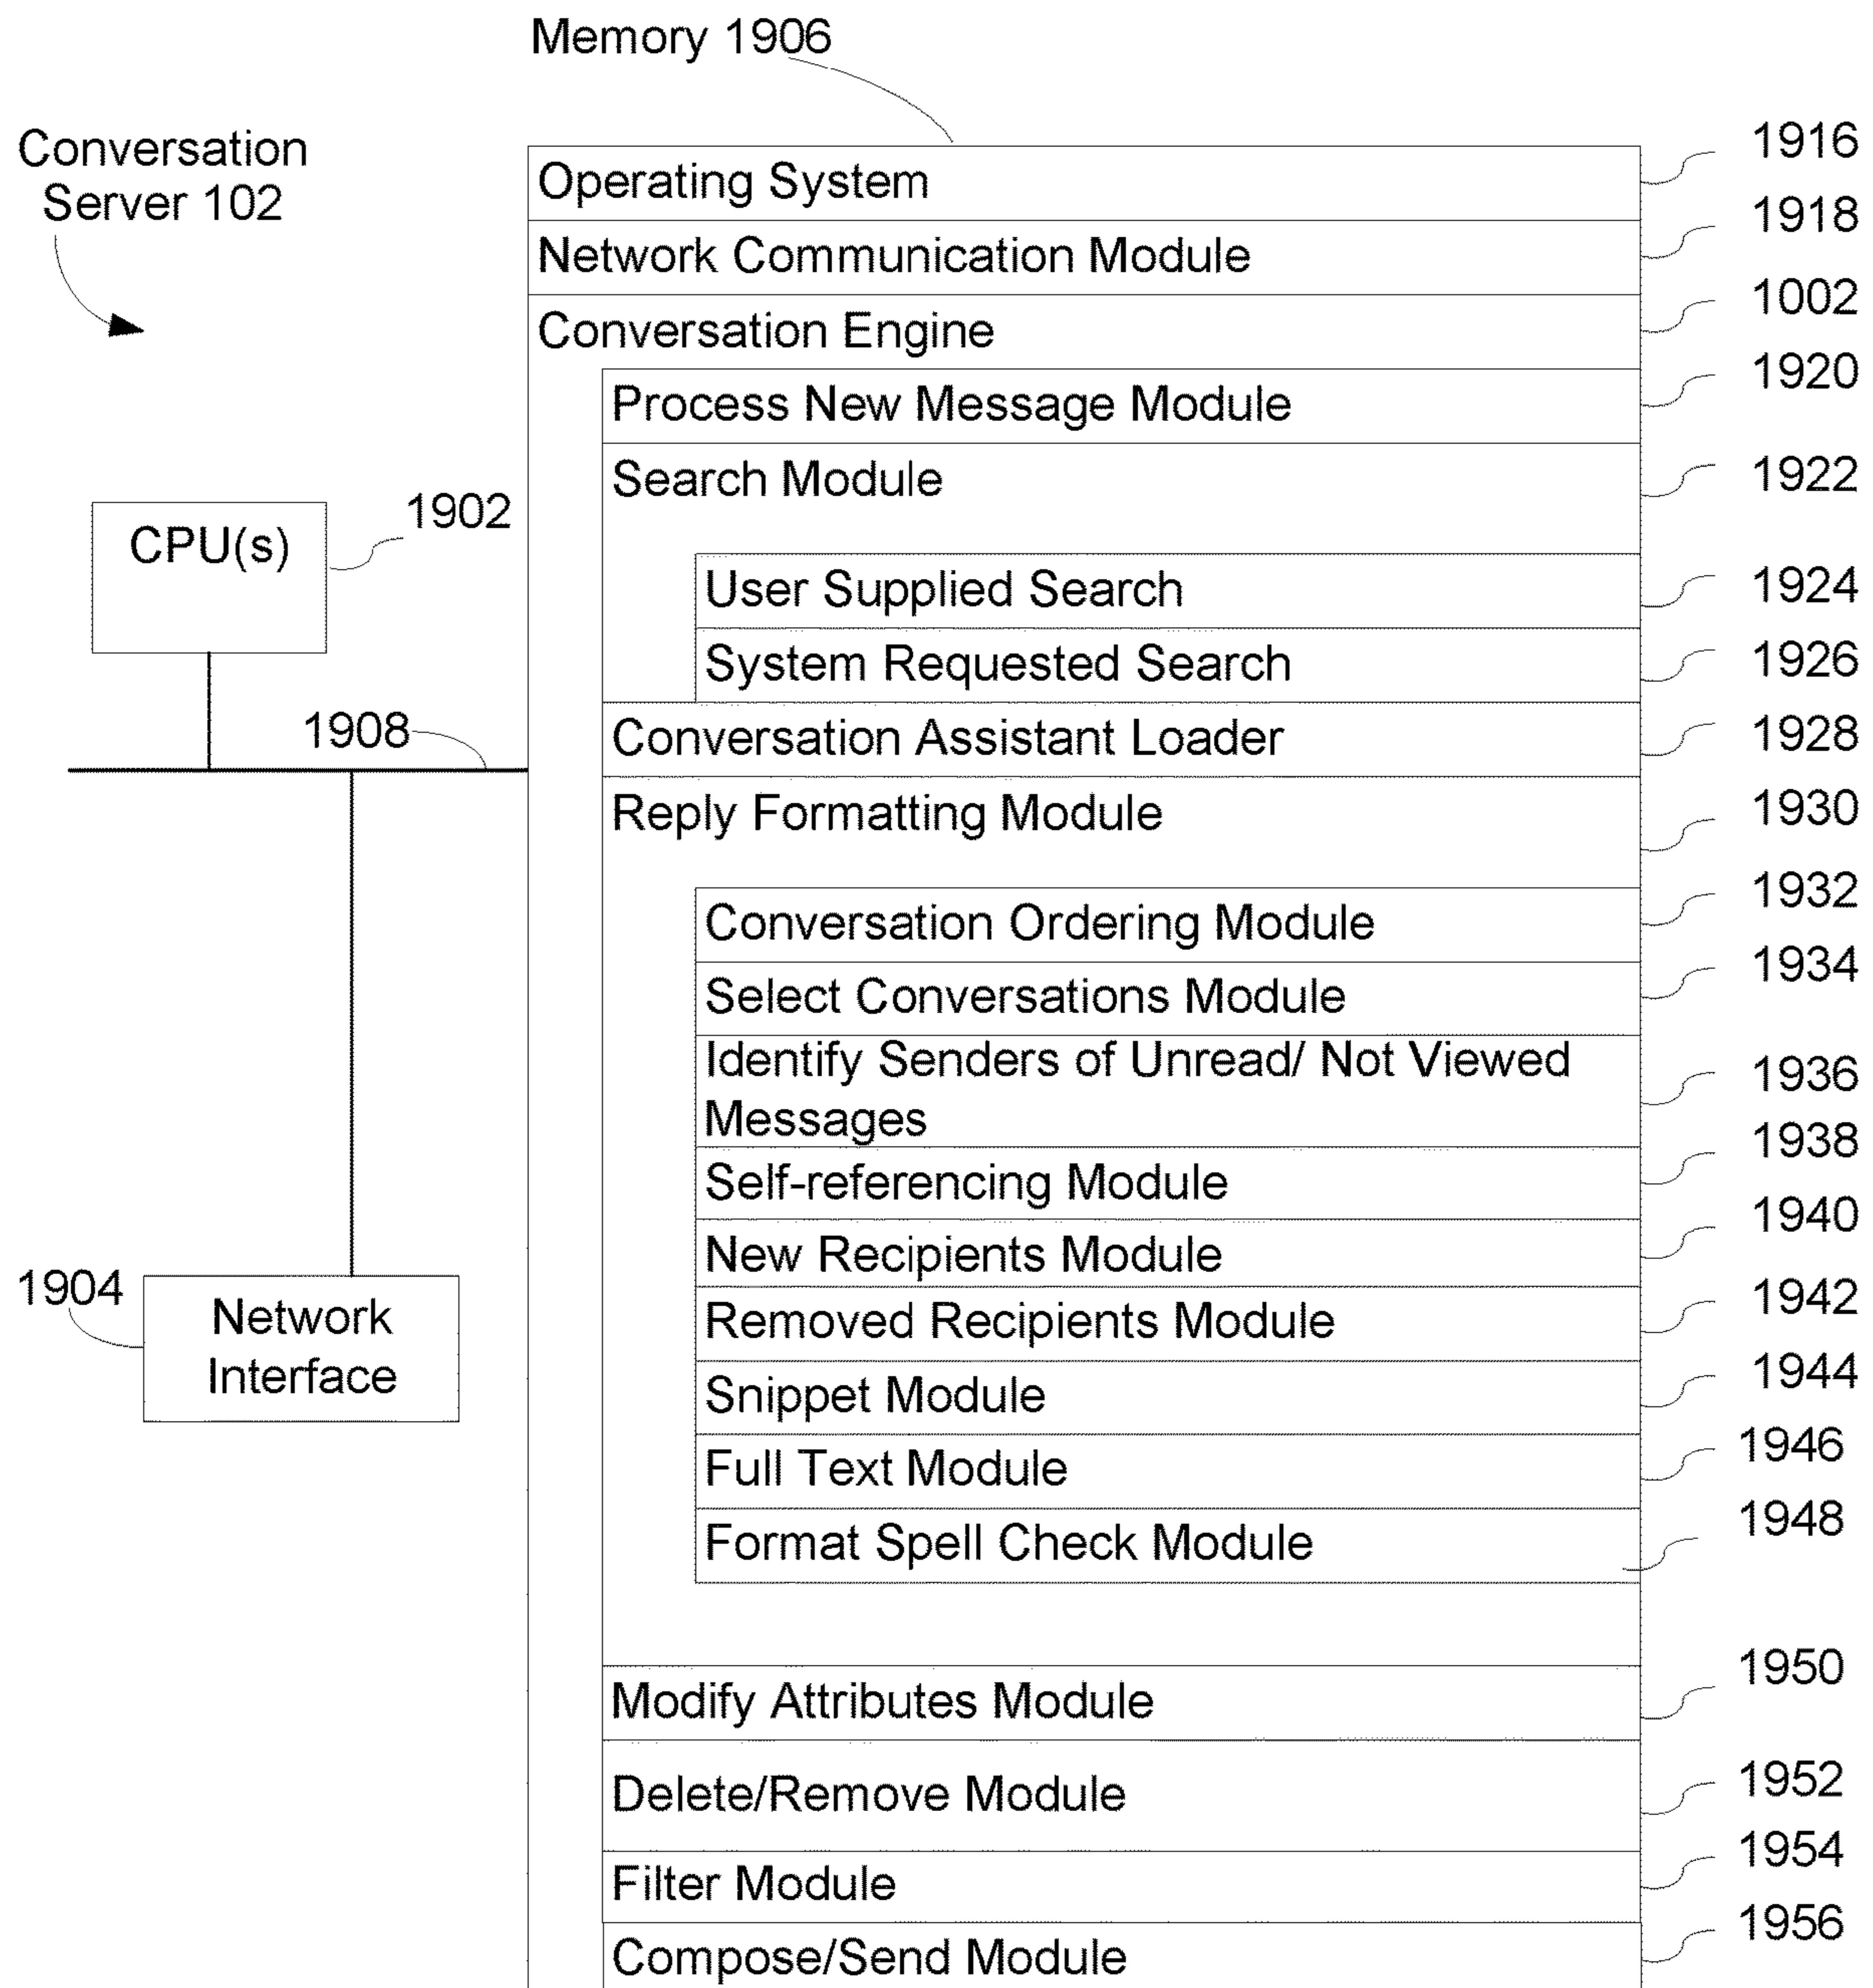 Memory 1906
Conversation
Server 102
Operating System
1916
Network Communication Module
1918
Conversation Engine
1002
Process New Message Module
1920
Search Module
1922
CPU(s)
1902
User Supplied Search
1924
System Requested Search
1926
1908
Conversation Assistant Loader
1928
Reply Formatting Module
1930
Conversation Ordering Module
1932
Select Conversations Module
1934
Identify Senders of Unread/ Not Viewed
Messages
1936
Self-referencing Module
1938
New Recipients Module
1940
1904
Network
Interface
Removed Recipients Module
1942
Snippet Module
1944
Full Text Module
1946
Format Spell Check Module
1948
Modify Attributes Module
1950
Delete/Remove Module
1952
Filter Module
1954
Compose/Send Module
1956